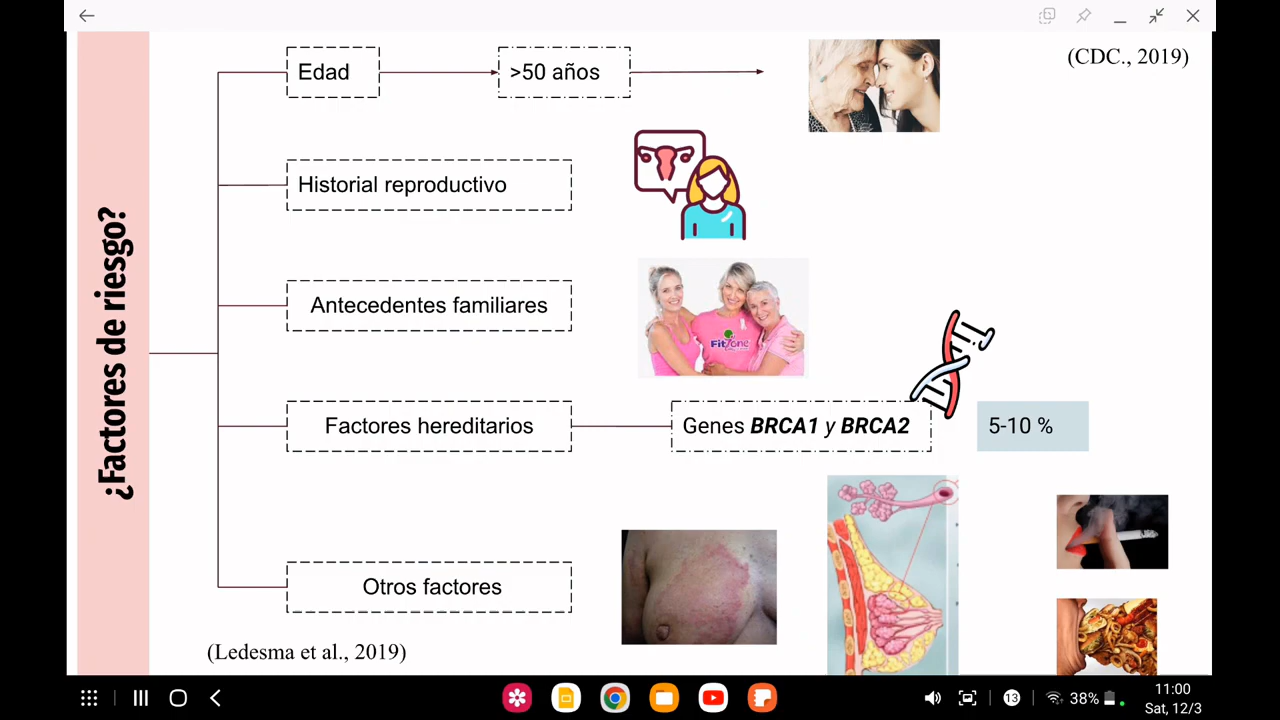 ¿Factores de riesgo?
Edad
>50 años
(CDC., 2019)
Historial reproductivo
Antecedentes familiares
Factores hereditarios
Genes BRCA1 y BRCA2
5-10 %
Otros factores
(Ledesma et al., 2019)
13
38%
11:00
Sat, 12/3